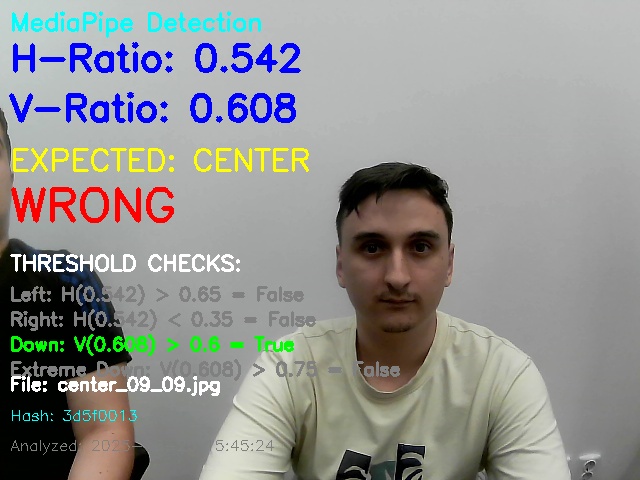 MediaPipe Detection
H-Ratio: 0.542
V-Ratio: 0.608
EXPECTED: CENTER
WRONG
THRESHOLD CHECKS:
Left: H(0.542) > 0.65 = False
Right: H(0.542) < 0.35 = False
Down: V(0.608) > 0.6 = True
Extreme Down: V(0.608) > 0.75 = False
File: center_09_09.jpg
Hash: 3d5f0013
Analyzed: 5:45:24